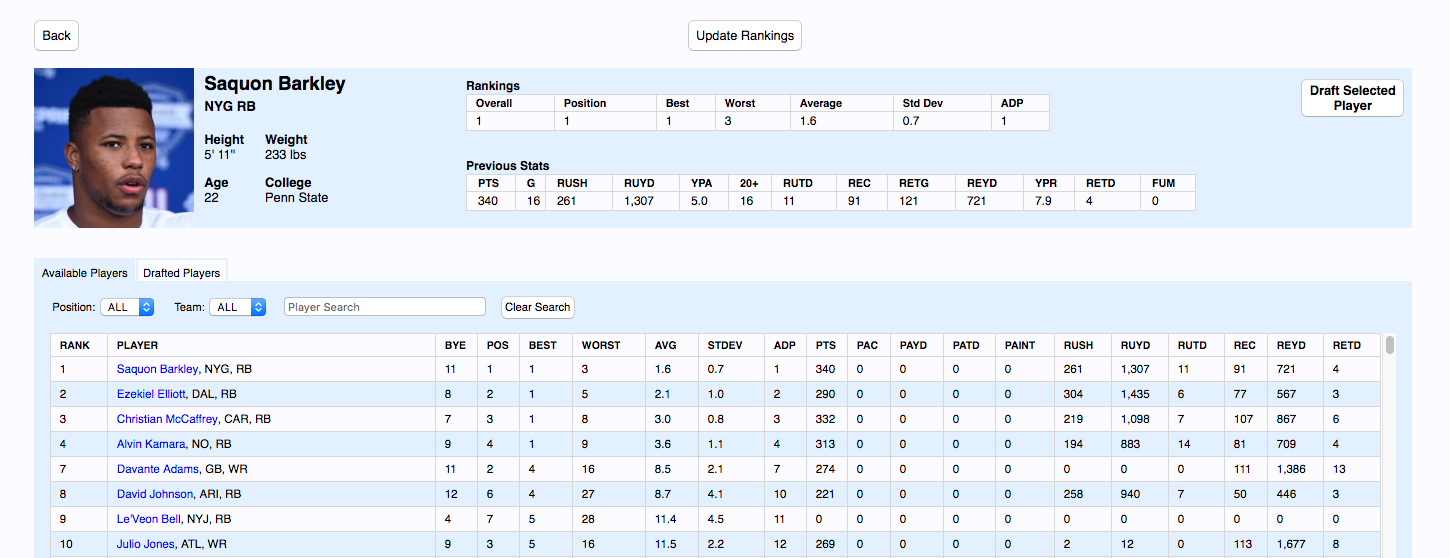 Back
Update Rankings
Saquon Barkley
NYG RB
Height Weight
5' 11" 233 lbs
Age College
22 Penn State
Rankings
Overall Position Best Worst Average Std Dev ADP
1 1 1 3 1.6 0.7 1
Previous Stats
PTS G RUSH RUYD YPA 20+ RUTD REC RETG REYD YPR RETD FUM
340 16 261 1,307 5.0 16 11 91 121 721 7.9 4 0
Draft Selected
Player
Available Players Drafted Players
Position: ALL Team: ALL Player Search Clear Search
RANK PLAYER BYE POS BEST WORST AVG STDEV ADP PTS PAC PAYD PATD PAINT RUSH RUYD RUTD REC REYD RETD
1 Saquon Barkley, NYG, RB 11 1 1 3 1.6 0.7 1 340 0 0 0 0 261 1,307 11 91 721 4
2 Ezekiel Elliott, DAL, RB 8 2 1 5 2.1 1.0 2 290 0 0 0 0 304 1,435 6 77 567 3
3 Christian McCaffrey, CAR, RB 7 3 1 8 3.0 0.8 3 332 0 0 0 0 219 1,098 7 107 867 6
4 Alvin Kamara, NO, RB 9 4 1 9 3.6 1.1 4 313 0 0 0 0 194 883 14 81 709 4
7 Davante Adams, GB, WR 11 2 4 16 8.5 2.1 7 274 0 0 0 0 0 0 0 111 1,386 13
8 David Johnson, ARI, RB 12 6 4 27 8.7 4.1 10 221 0 0 0 0 258 940 7 50 446 3
9 Le'Veon Bell, NYJ, RB 4 7 5 28 11.4 4.5 11 0 0 0 0 0 0 0 0 0 0 0
10 Julio Jones, ATL, WR 9 3 5 16 11.5 2.2 12 269 0 0 0 0 2 12 0 113 1,677 8